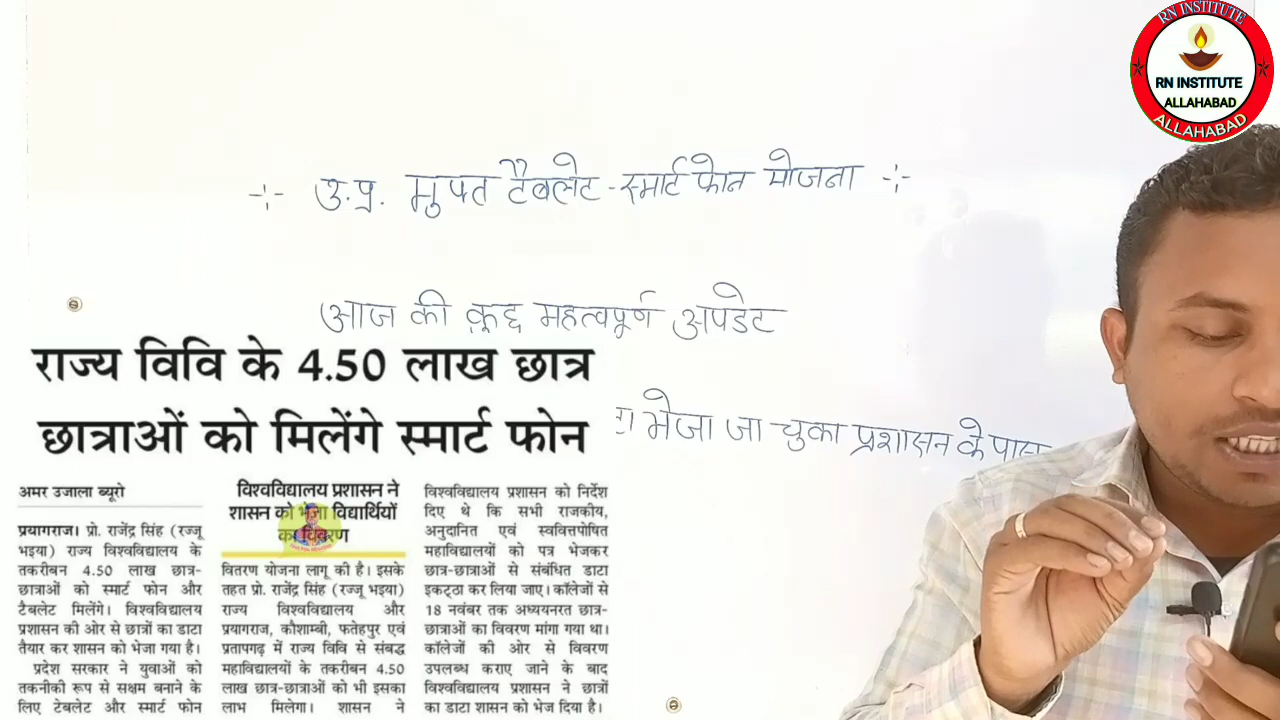 RN INSTITUTE
RN INSTITUTE
ALLAHABAD
ALLAHABAD
उ.प्र. मुफ्त टैबलेट - स्मार्ट फोन योजना
आज की कुछ महत्वपूर्ण अपडेट
भेजा जा चुका प्रशासन के पास
राज्य विवि के 4.50 लाख छात्र
छात्राओं को मिलेंगे स्मार्ट फोन
अमर उजाला ब्यूरो
प्रयागराज। प्रो. राजेंद्र सिंह (रज्जू
भइया) राज्य विश्वविद्यालय के
तकरीबन 4.50 लाख छात्र-
छात्राओं को स्मार्ट फोन और
टैबलेट मिलेंगे। विश्वविद्यालय
प्रशासन की ओर से छात्रों का डाटा
तैयार कर शासन को भेजा गया है।
प्रदेश सरकार ने युवाओं को
तकनीकी रूप से सक्षम बनाने के
लिए टेबलेट और स्मार्ट फोन
विश्वविद्यालय प्रशासन ने
शासन को भेजा विद्यार्थियों
का विवरण
वितरण योजना लागू की है। इसके
तहत प्रो. राजेंद्र सिंह (रज्जू भइया)
राज्य विश्वविद्यालय और
प्रयागराज, कौशाम्बी, फतेहपुर एवं
प्रतापगढ़ में राज्य विवि से संबद्ध
महाविद्यालयों के तकरीबन 4.50
लाख छात्र-छात्राओं को भी इसका
लाभ मिलेगा। शासन ने
विश्वविद्यालय प्रशासन को निर्देश
दिए थे कि सभी राजकीय,
अनुदानित एवं स्ववित्तपोषित
महाविद्यालयों को पत्र भेजकर
छात्र-छात्राओं से संबंधित डाटा
इकट्ठा कर लिया जाए। कॉलेजों से
18 नवंबर तक अध्ययनरत छात्र-
छात्राओं का विवरण मांगा गया था।
कॉलेजों की ओर से विवरण
उपलब्ध कराए जाने के बाद
विश्वविद्यालय प्रशासन ने छात्रों
का डाटा शासन को भेज दिया है।